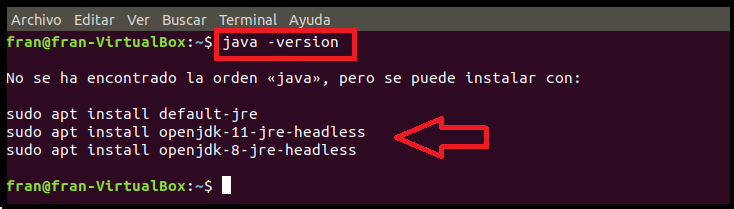 Archivo Editar Ver Buscar Terminal Ayuda
fran@fran-VirtualBox:~$ java -version
No se ha encontrado la orden «java», pero se puede instalar con:
sudo apt install default-jre
sudo apt install openjdk-11-jre-headless
sudo apt install openjdk-8-jre-headless
fran@fran-VirtualBox:~$